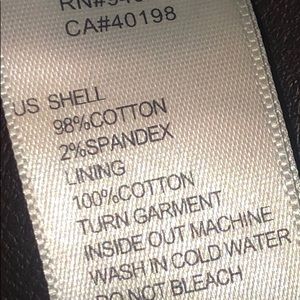 CA#40198
US SHELL
98%COTTON
2%SPANDEX
LINING
100%COTTON
TURN GARMENT
INSIDE OUT MACHINE
WASH IN COLD WATER
DO NOT BLEACH